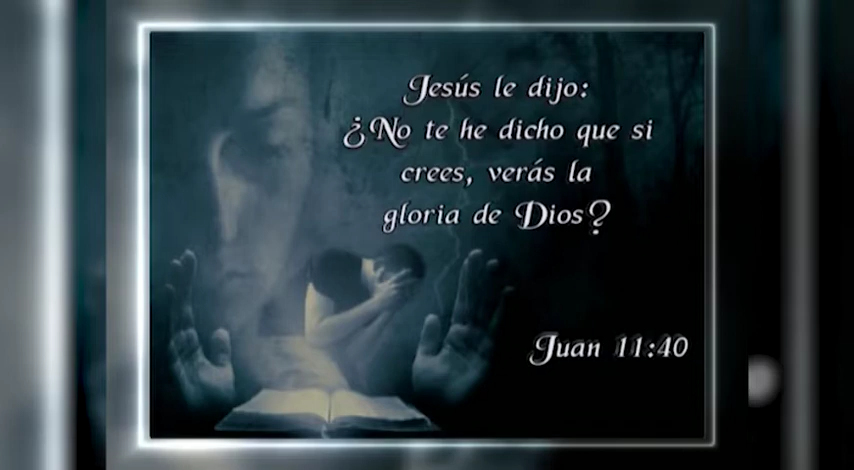 Jesús le dijo:
¿No te he dicho que si
crees, verás la
gloria de Dios?
Juan 11:40